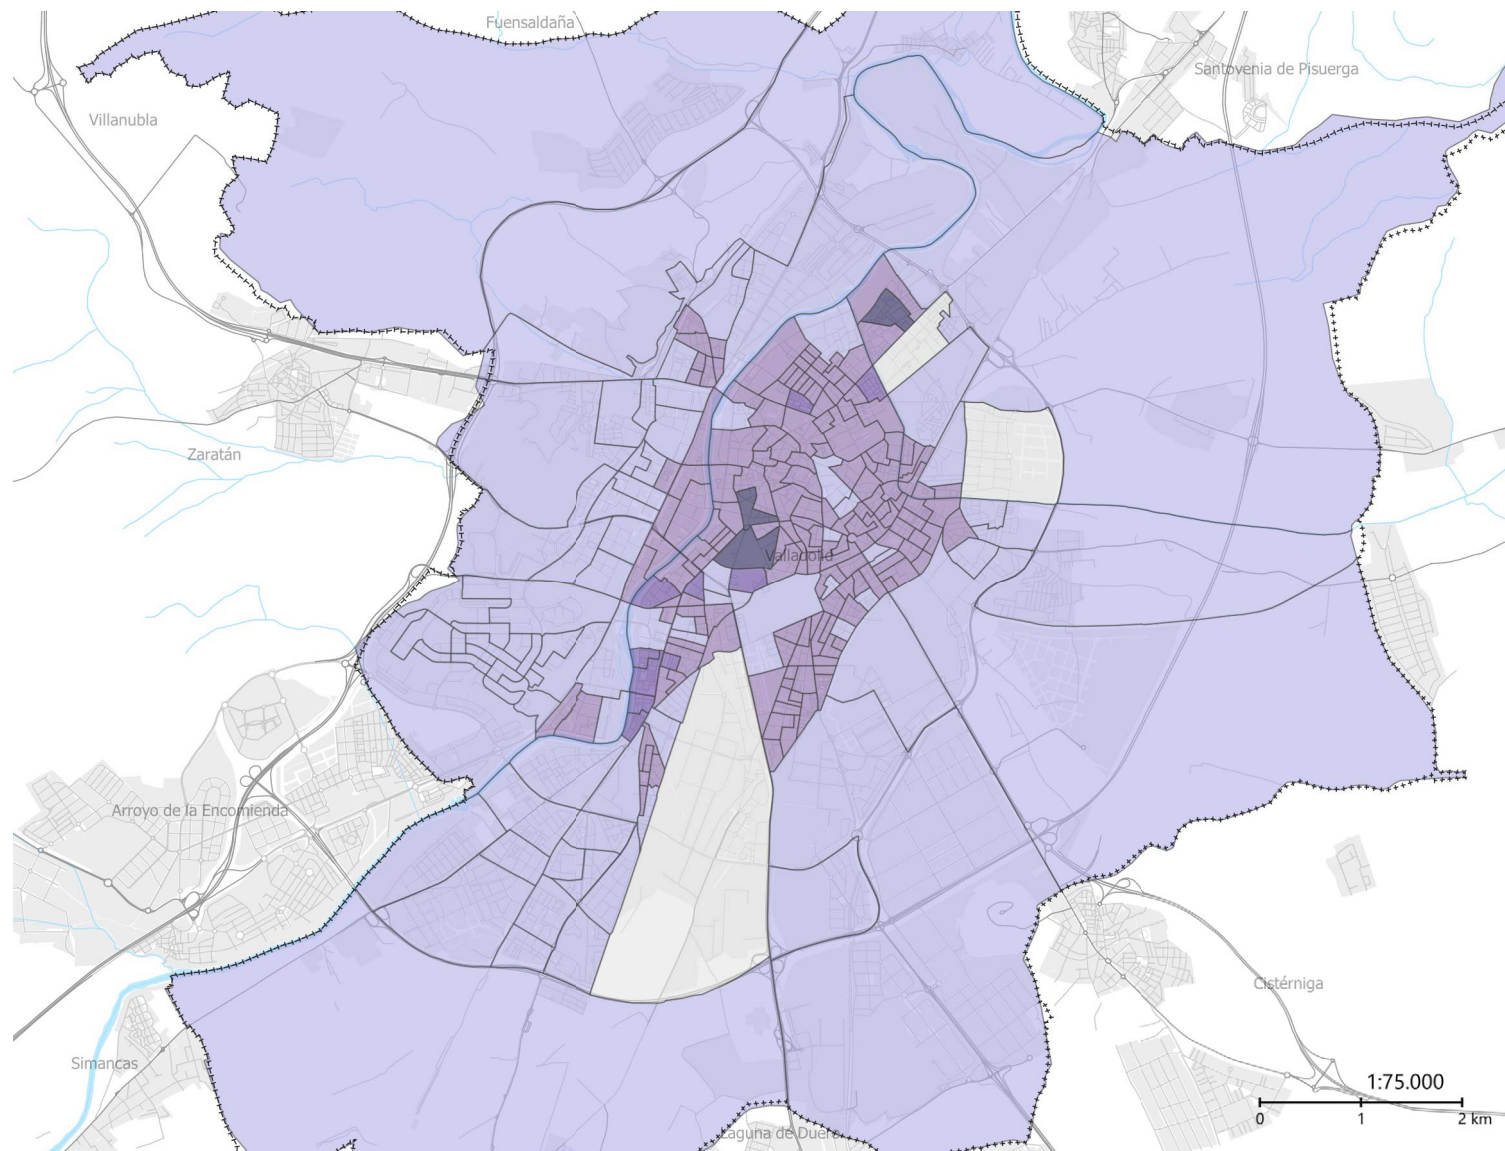 Fuensaldaña
Santovenia de Pisuerga
Villanubla
Zaratán
Valladolid
Arroyo de la Encomienda
Cistérniga
Simancas
1:75.000
0 1 2 km
Laguna de Duero